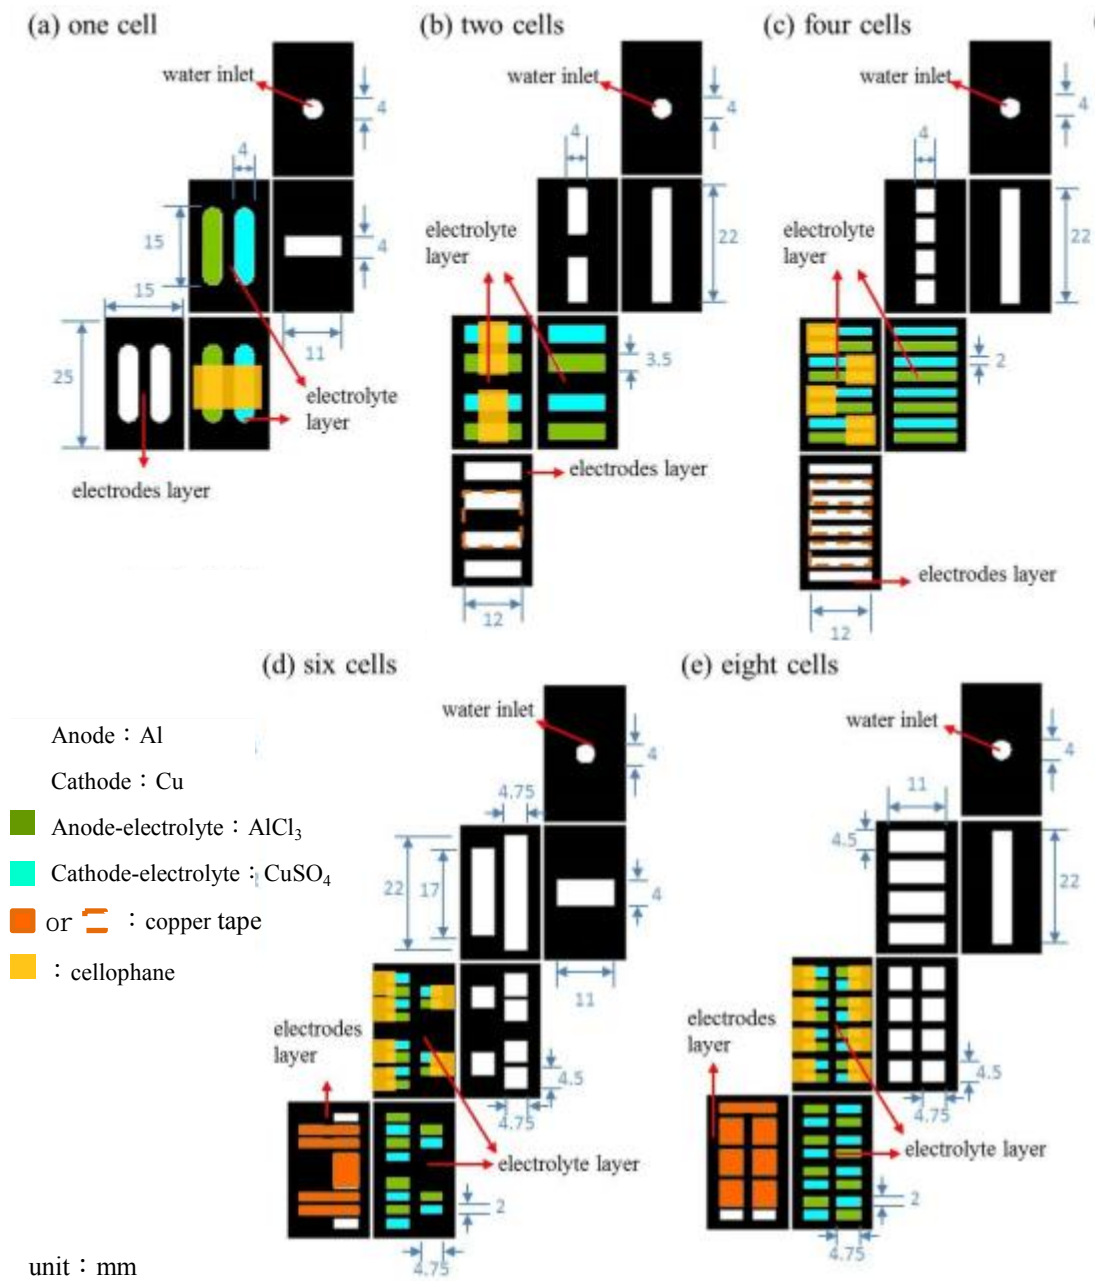 (a) one cell
water inlet
4
4
15
4
15
11
25
electrolyte
layer
electrodes layer
(b) two cells
water inlet
4
4
electrolyte
layer
22
3.5
electrodes layer
12
(c) four cells
water inlet
4
4
electrolyte
layer
22
2
electrodes layer
12
(d) six cells
water inlet
4
4.75
22
17
4
11
electrodes
layer
4.5
4.75
electrolyte layer
2
4.75
(e) eight cells
water inlet
4
11
4.5
22
electrodes
layer
4.5
4.75
electrolyte layer
2
4.75
Anode：Al
Cathode：Cu
Anode-electrolyte：AlCl₃
Cathode-electrolyte：CuSO₄
or ：copper tape
：cellophane
unit：mm